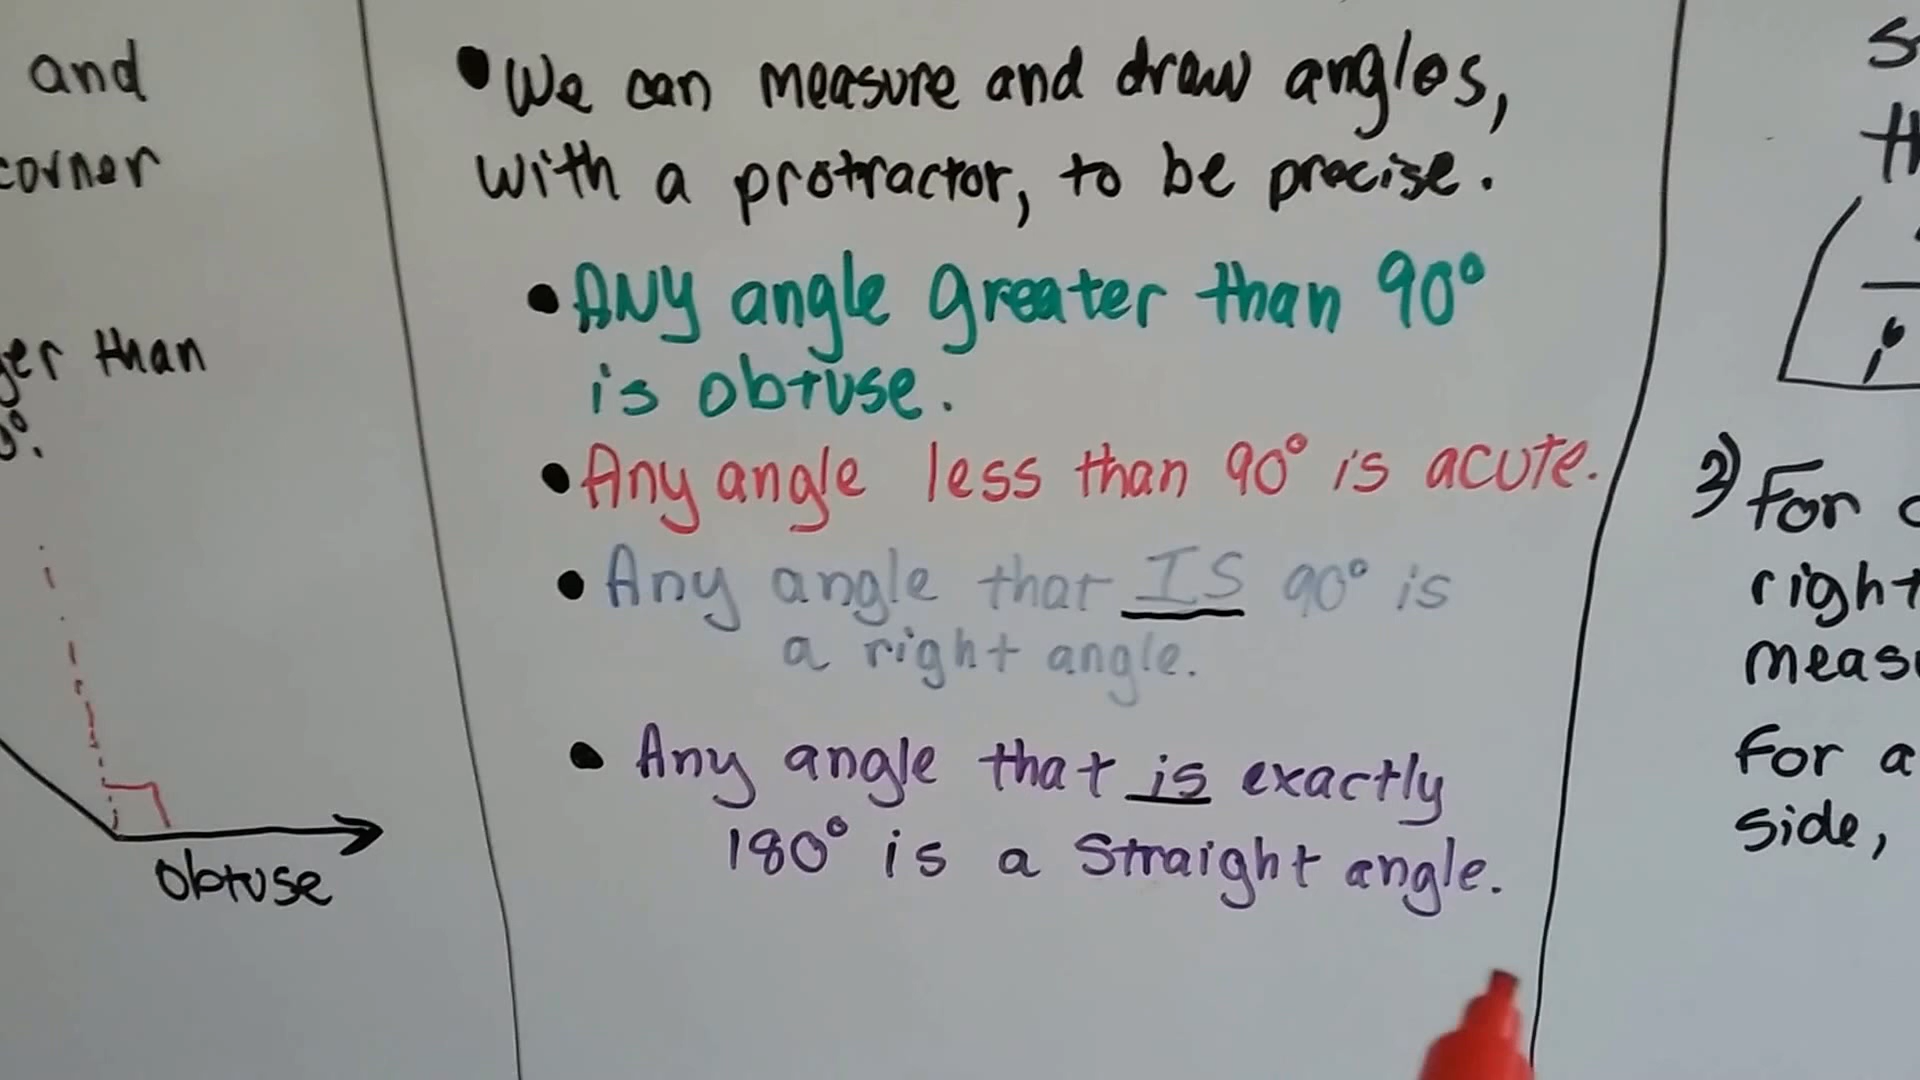 and
corner
than
obtuse
• We can measure and draw angles,
with a protractor, to be precise.
• ANY angle greater than 90°
is obtuse.
• Any angle less than 90° is acute.
• Any angle that IS 90° is
a right angle.
• Any angle that is exactly
180° is a straight angle.
2) For
right
For a
side,